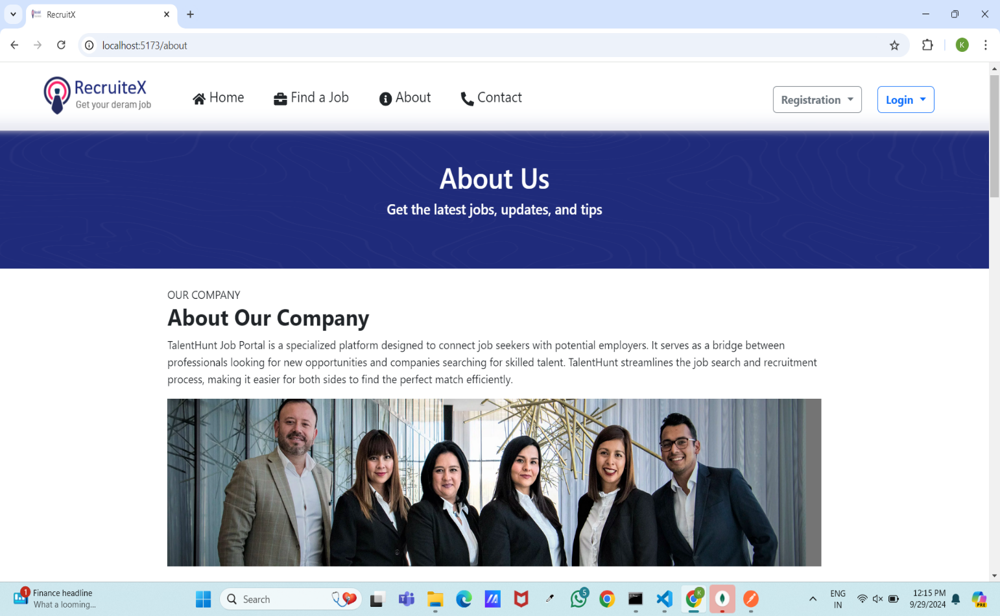 RecruitX
localhost:5173/about
K
RecruiteX
Get your deram job
Home
Find a Job
About
Contact
Registration
Login
About Us
Get the latest jobs, updates, and tips
OUR COMPANY
About Our Company
TalentHunt Job Portal is a specialized platform designed to connect job seekers with potential employers. It serves as a bridge between
professionals looking for new opportunities and companies searching for skilled talent. TalentHunt streamlines the job search and recruitment
process, making it easier for both sides to find the perfect match efficiently.
1
Finance headline
What a looming...
Search
5
K
ENG
IN
12:15 PM
9/29/2024
PRE